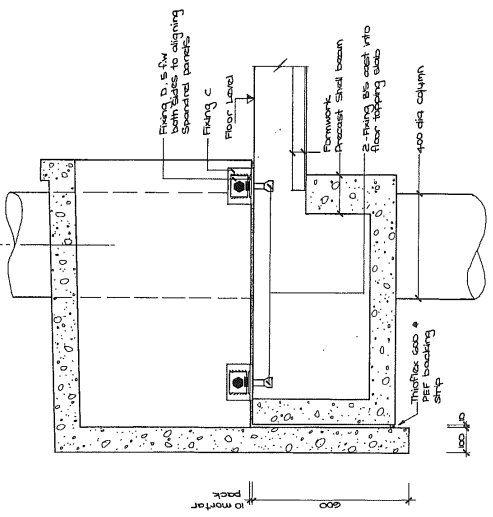 Fixing D, 5 f.w
both sides to aligning
Spandrel panels
Fixing C
Floor Level
Formwork
Precast Shell beam
2-Fixing B's cast into
floor topping slab
400 dia column
Thioflex 600 &
PEF backing
strip
10
100
600
10 mortar
pack